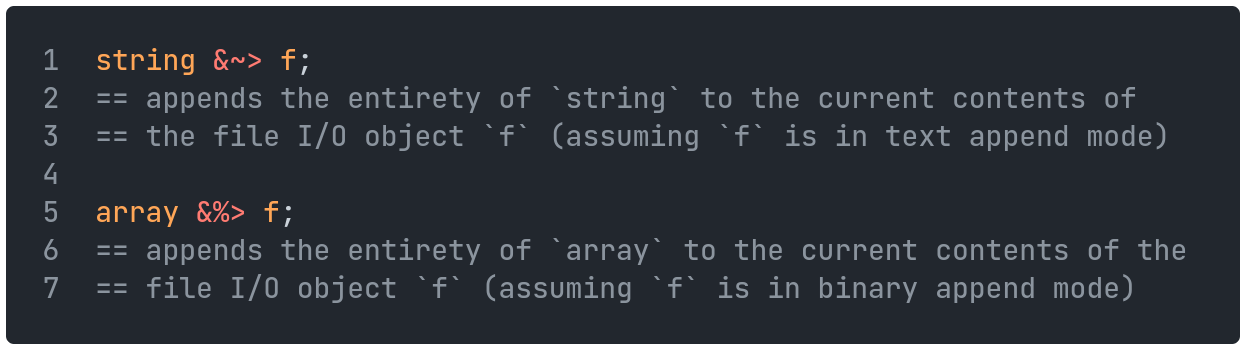 1 string &~> f;
2 == appends the entirety of `string` to the current contents of
3 == the file I/O object `f` (assuming `f` is in text append mode)
4
5 array &%> f;
6 == appends the entirety of `array` to the current contents of the
7 == file I/O object `f` (assuming `f` is in binary append mode)